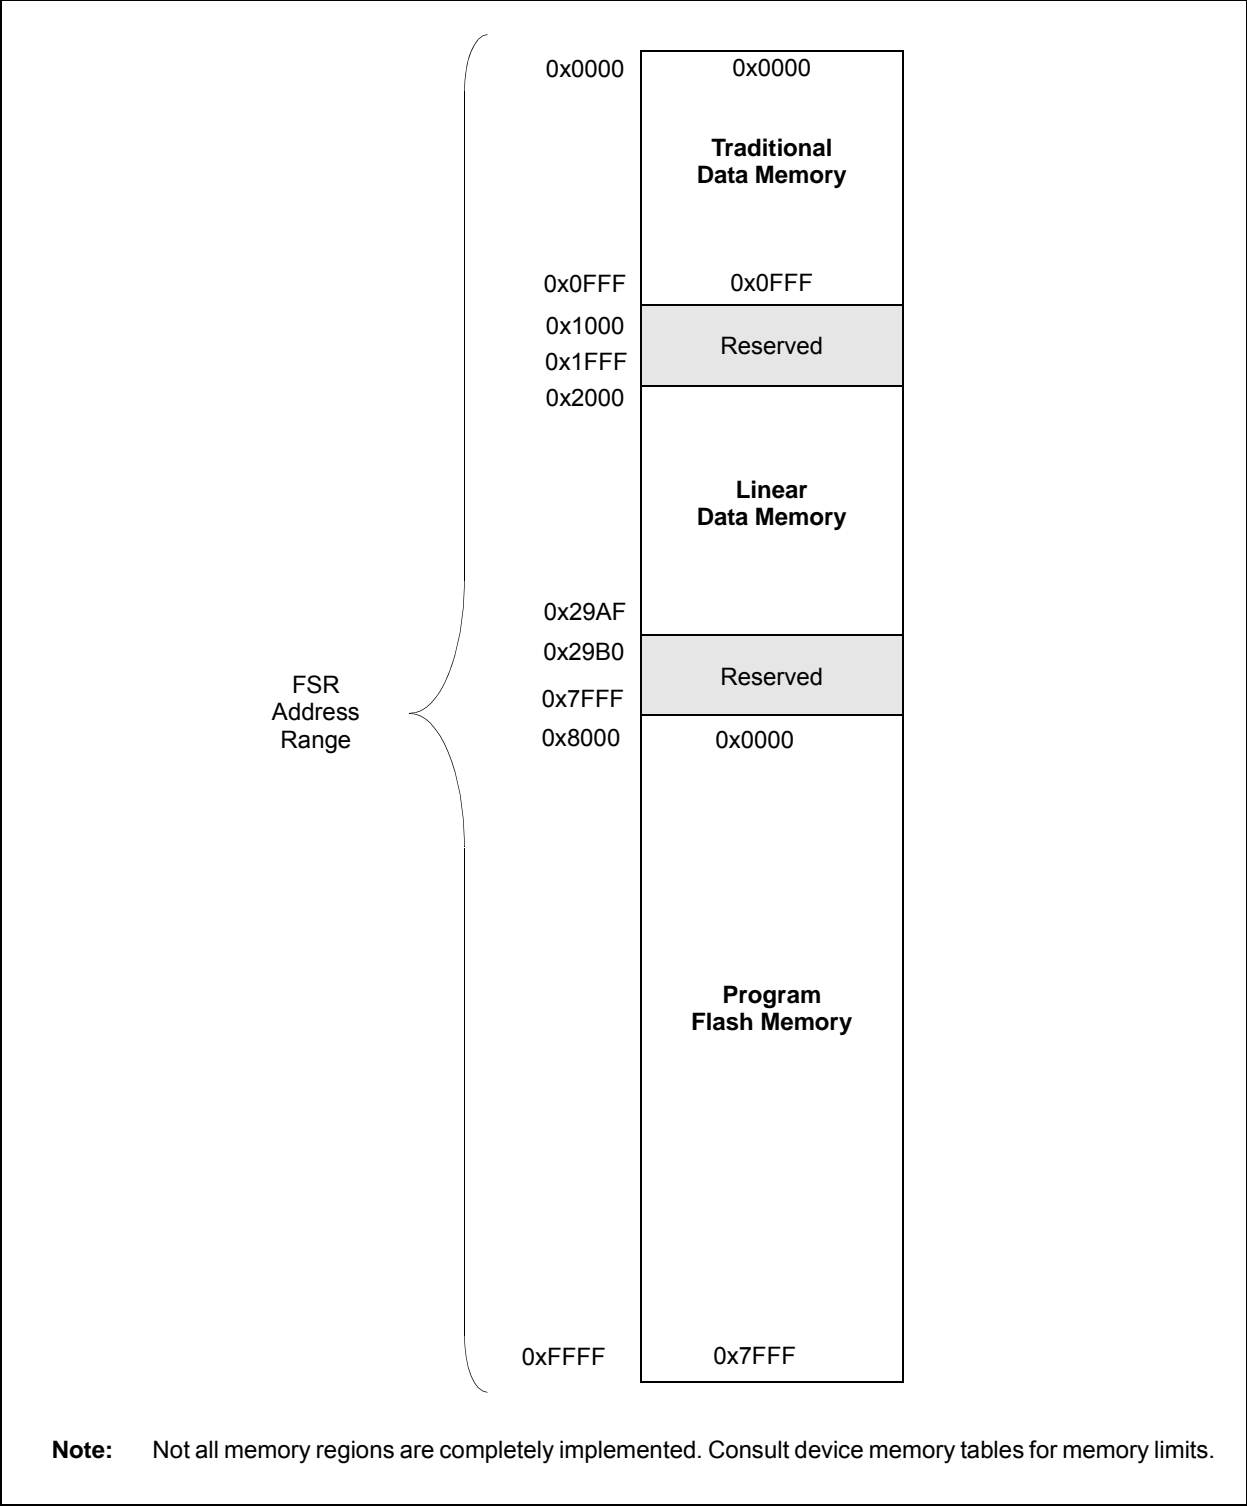 0x0000 0x0000
Traditional
Data Memory
0x0FFF 0x0FFF
0x1000
Reserved
0x1FFF
0x2000
Linear
Data Memory
0x29AF
0x29B0
Reserved
0x7FFF
FSR
Address
Range
0x8000 0x0000
Program
Flash Memory
0xFFFF 0x7FFF
Note: Not all memory regions are completely implemented. Consult device memory tables for memory limits.